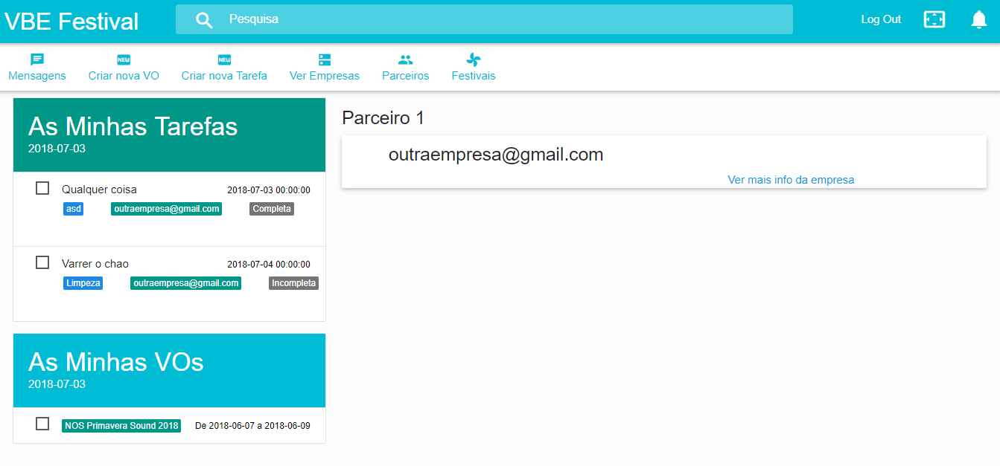 VBE Festival
Pesquisa
Log Out
Mensagens
NEW
Criar nova VO
NEW
Criar nova Tarefa
Ver Empresas
Parceiros
Festivais
As Minhas Tarefas
2018-07-03
Qualquer coisa 2018-07-03 00:00:00
asd outraempresa@gmail.com Completa
Varrer o chao 2018-07-04 00:00:00
Limpeza outraempresa@gmail.com Incompleta
As Minhas VOs
2018-07-03
NOS Primavera Sound 2018 De 2018-06-07 a 2018-06-09
Parceiro 1
outraempresa@gmail.com
Ver mais info da empresa